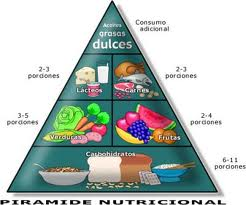 Aceites
grasas
dulces
Consumo
adicional
2-3
porciones
Lácteos
Carnes
2-3
porciones
3-5
porciones
Verduras
Frutas
2-4
porciones
Carbohidratos
6-11
porciones
PIRAMIDE NUTRICIONAL